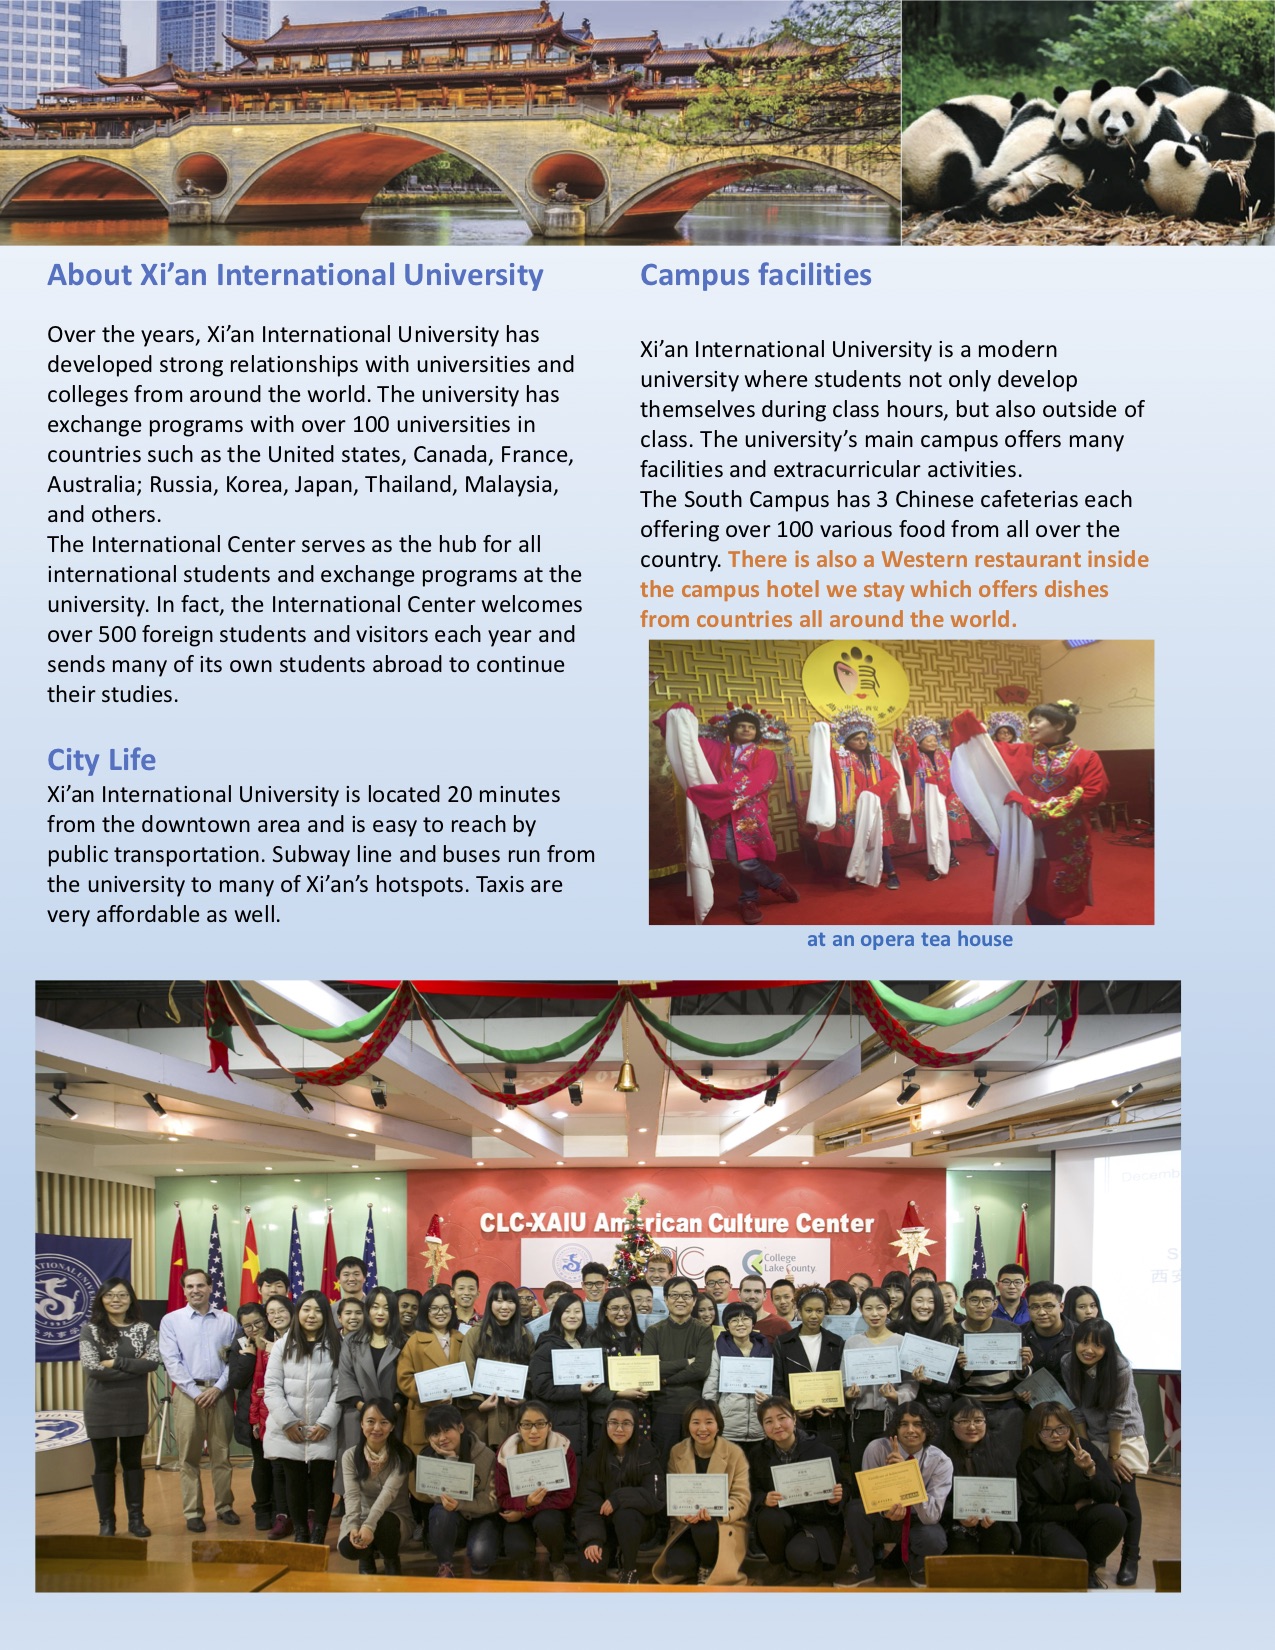 About Xi’an International University
Over the years, Xi’an International University has
developed strong relationships with universities and
colleges from around the world. The university has
exchange programs with over 100 universities in
countries such as the United states, Canada, France,
Australia; Russia, Korea, Japan, Thailand, Malaysia,
and others.
The International Center serves as the hub for all
international students and exchange programs at the
university. In fact, the International Center welcomes
over 500 foreign students and visitors each year and
sends many of its own students abroad to continue
their studies.
City Life
Xi’an International University is located 20 minutes
from the downtown area and is easy to reach by
public transportation. Subway line and buses run from
the university to many of Xi’an’s hotspots. Taxis are
very affordable as well.
Campus facilities
Xi’an International University is a modern
university where students not only develop
themselves during class hours, but also outside of
class. The university’s main campus offers many
facilities and extracurricular activities.
The South Campus has 3 Chinese cafeterias each
offering over 100 various food from all over the
country. There is also a Western restaurant inside
the campus hotel we stay which offers dishes
from countries all around the world.
at an opera tea house
CLC-XAIU American Culture Center
College
Lake County